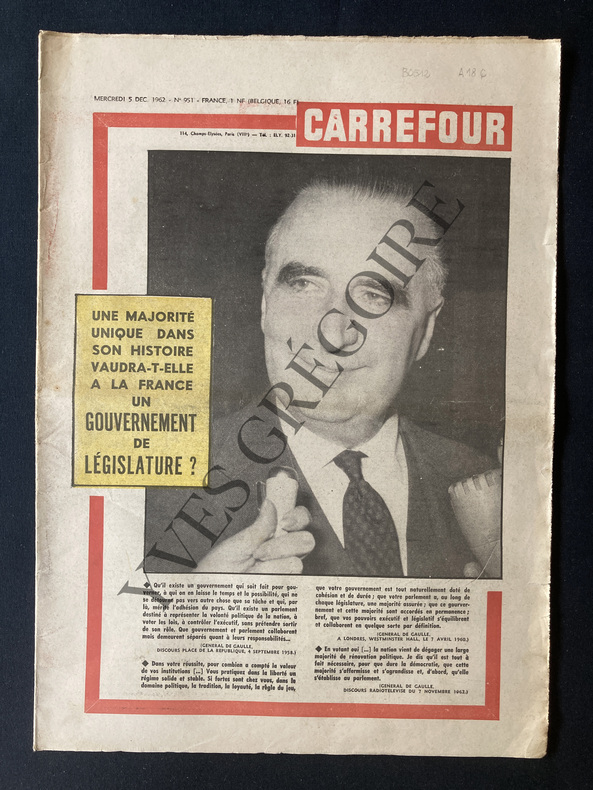 BOG18 A18C
MERCREDI 5 DEC. 1962 - N° 951 - FRANCE, 1 NF (BELGIQUE, 16 F)
114, Champs-Elysées, Paris (VIIIe) — Tél. : ELY. 92-31
CARREFOUR
UNE MAJORITÉ
UNIQUE DANS
SON HISTOIRE
VAUDRA-T-ELLE
A LA FRANCE
UN
GOUVERNEMENT
DE
LÉGISLATURE ?
YVES GRÉGOIRE
◆ Qu'il existe un gouvernement qui soit fait pour gou-
verner, à qui on en laisse le temps et la possibilité, qui ne
se détourne pas vers autre chose que sa tâche et qui, par
là, mérite l'adhésion du pays. Qu'il existe un parlement
destiné à représenter la volonté politique de la nation, à
voter les lois, à contrôler l'exécutif, sans prétendre sortir
de son rôle. Que gouvernement et parlement collaborent
mais demeurent séparés quant à leurs responsabilités...
(GENERAL DE GAULLE,
DISCOURS PLACE DE LA REPUBLIQUE, 4 SEPTEMBRE 1958.)
◆ Dans votre réussite, pour combien a compté la valeur
de vos institutions [...] Vous pratiquez dans la liberté un
régime solide et stable. Si fortes sont chez vous, dans le
domaine politique, la tradition, la loyauté, la règle du jeu,
que votre gouvernement est tout naturellement doté de
cohésion et de durée ; que votre parlement a, au long de
chaque législature, une majorité assurée ; que ce gouver-
nement et cette majorité sont accordés en permanence ;
bref, que vos pouvoirs exécutif et législatif s'équilibrent
et collaborent en quelque sorte par définition.
(GENERAL DE GAULLE,
A LONDRES, WESTMINSTER HALL, LE 7 AVRIL 1960.)
◆ En votant oui [...] la nation vient de dégager une large
majorité de rénovation politique. Je dis qu'il est tout à
fait nécessaire, pour que dure la démocratie, que cette
majorité s'affermisse et s'agrandisse et, d'abord, qu'elle
s'établisse au parlement.
(GENERAL DE GAULLE,
DISCOURS RADIOTELEVISE DU 7 NOVEMBRE 1962.)